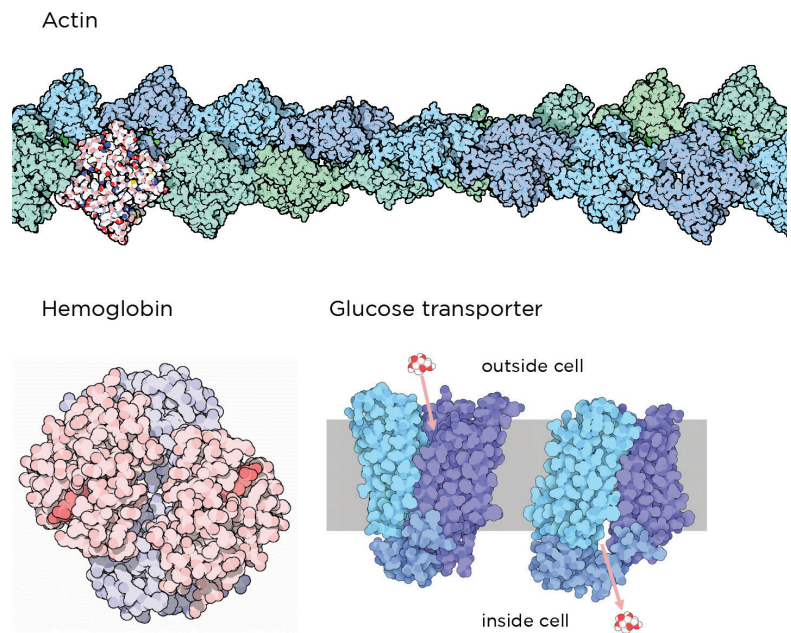 Actin
Hemoglobin
Glucose transporter
outside cell
inside cell